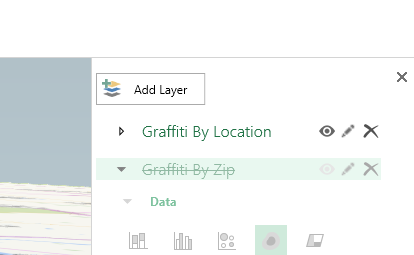 Add Layer
Graffiti By Location
Graffiti By Zip
Data